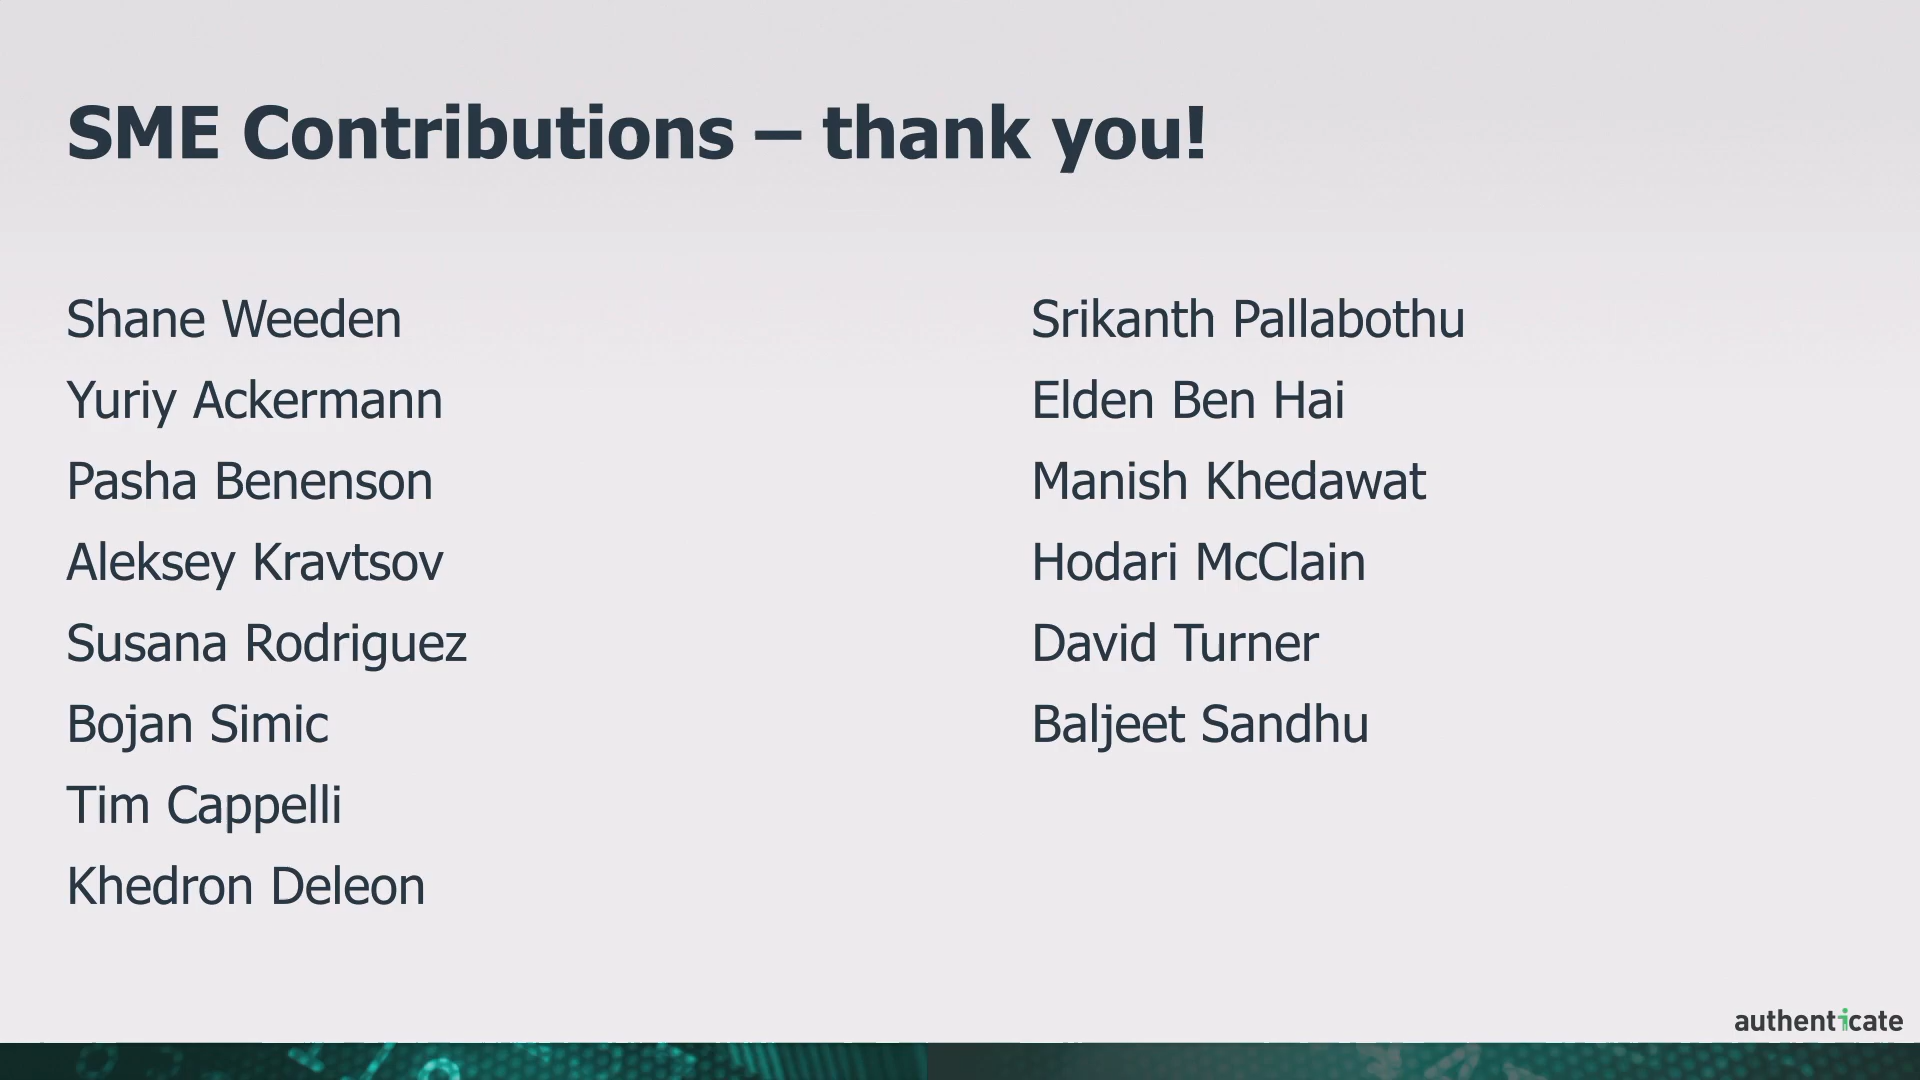 SME Contributions – thank you!
Shane Weeden
Yuriy Ackermann
Pasha Benenson
Aleksey Kravtsov
Susana Rodriguez
Bojan Simic
Tim Cappelli
Khedron Deleon
Srikanth Pallabothu
Elden Ben Hai
Manish Khedawat
Hodari McClain
David Turner
Baljeet Sandhu
authenticate